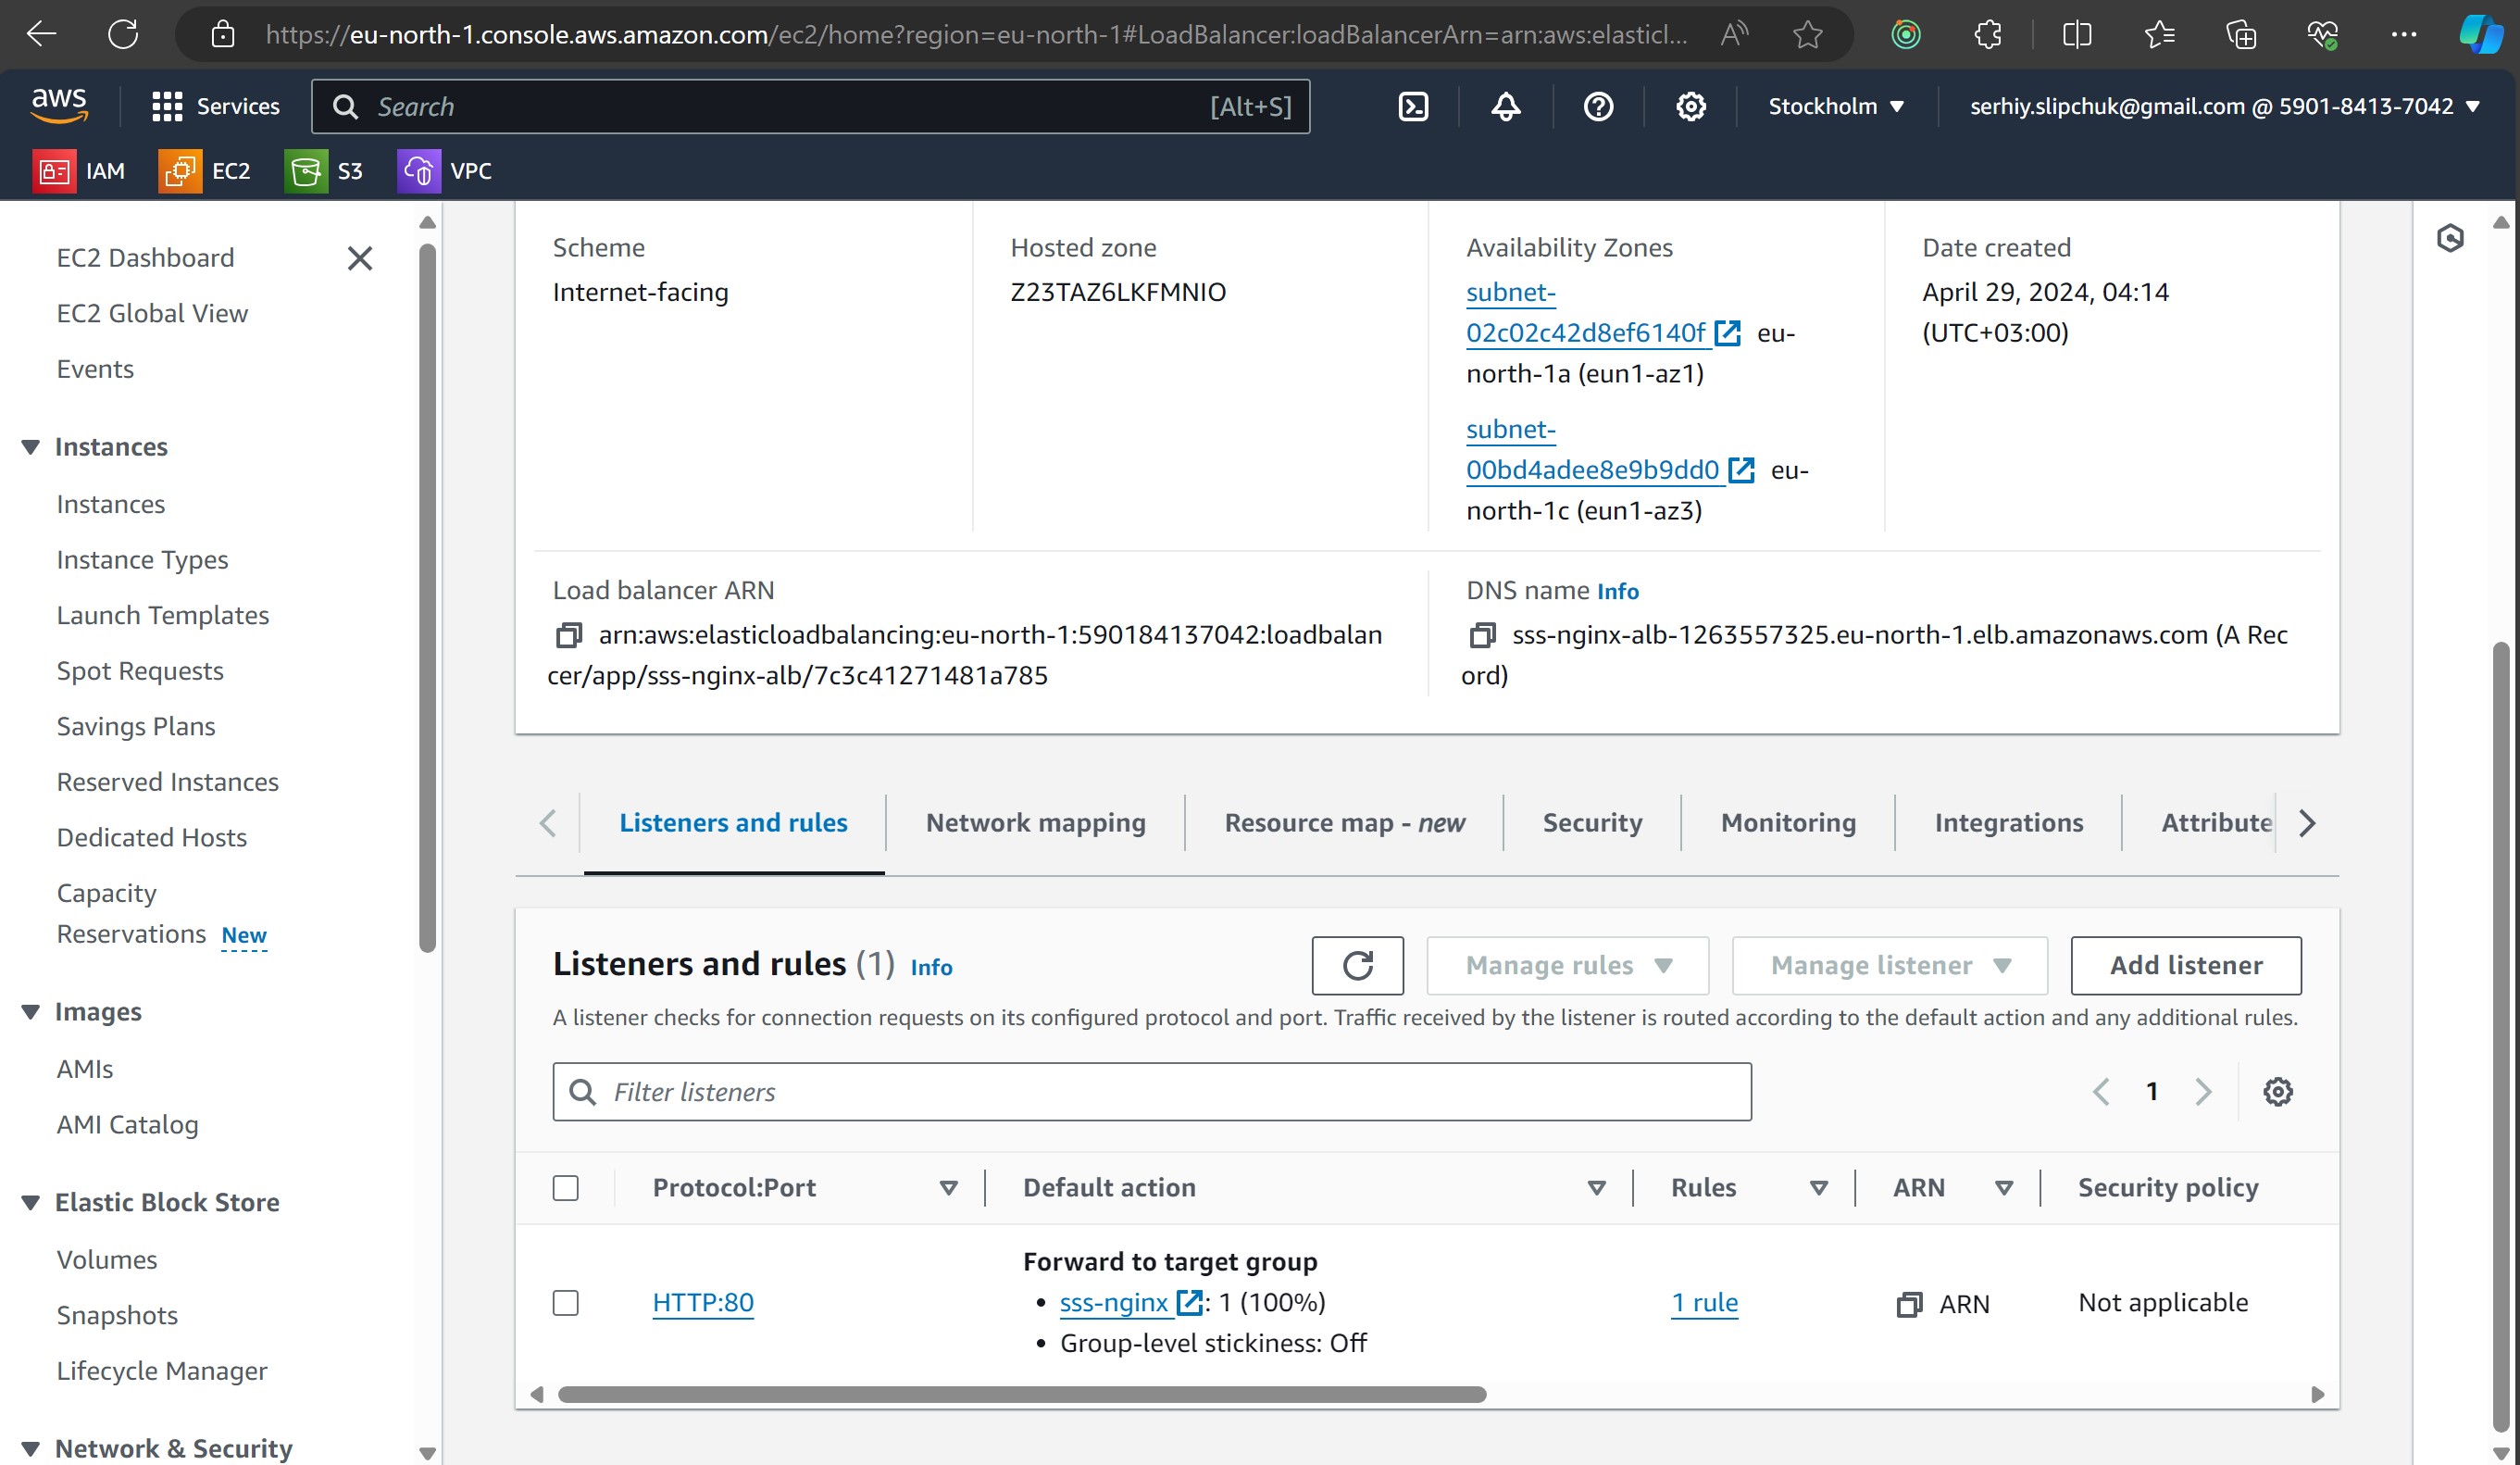 https://eu-north-1.console.aws.amazon.com/ec2/home?region=eu-north-1#LoadBalancer:loadBalancerArn=arn:aws:elasticl...
aws
Services
Search
[Alt+S]
Stockholm
serhiy.slipchuk@gmail.com @ 5901-8413-7042
IAM
EC2
S3
VPC
EC2 Dashboard
EC2 Global View
Events
Instances
Instances
Instance Types
Launch Templates
Spot Requests
Savings Plans
Reserved Instances
Dedicated Hosts
Capacity
Reservations New
Images
AMIs
AMI Catalog
Elastic Block Store
Volumes
Snapshots
Lifecycle Manager
Network & Security
Scheme
Internet-facing
Hosted zone
Z23TAZ6LKFMNIO
Availability Zones
subnet-
02c02c42d8ef6140f eu-
north-1a (eun1-az1)
subnet-
00bd4adee8e9b9dd0 eu-
north-1c (eun1-az3)
Date created
April 29, 2024, 04:14
(UTC+03:00)
Load balancer ARN
arn:aws:elasticloadbalancing:eu-north-1:590184137042:loadbalan
cer/app/sss-nginx-alb/7c3c41271481a785
DNS name Info
sss-nginx-alb-1263557325.eu-north-1.elb.amazonaws.com (A Rec
ord)
Listeners and rules
Network mapping
Resource map - new
Security
Monitoring
Integrations
Attribute
Listeners and rules (1) Info
Manage rules
Manage listener
Add listener
A listener checks for connection requests on its configured protocol and port. Traffic received by the listener is routed according to the default action and any additional rules.
Filter listeners
1
Protocol:Port
Default action
Rules
ARN
Security policy
HTTP:80
Forward to target group
• sss-nginx : 1 (100%)
• Group-level stickiness: Off
1 rule
ARN
Not applicable